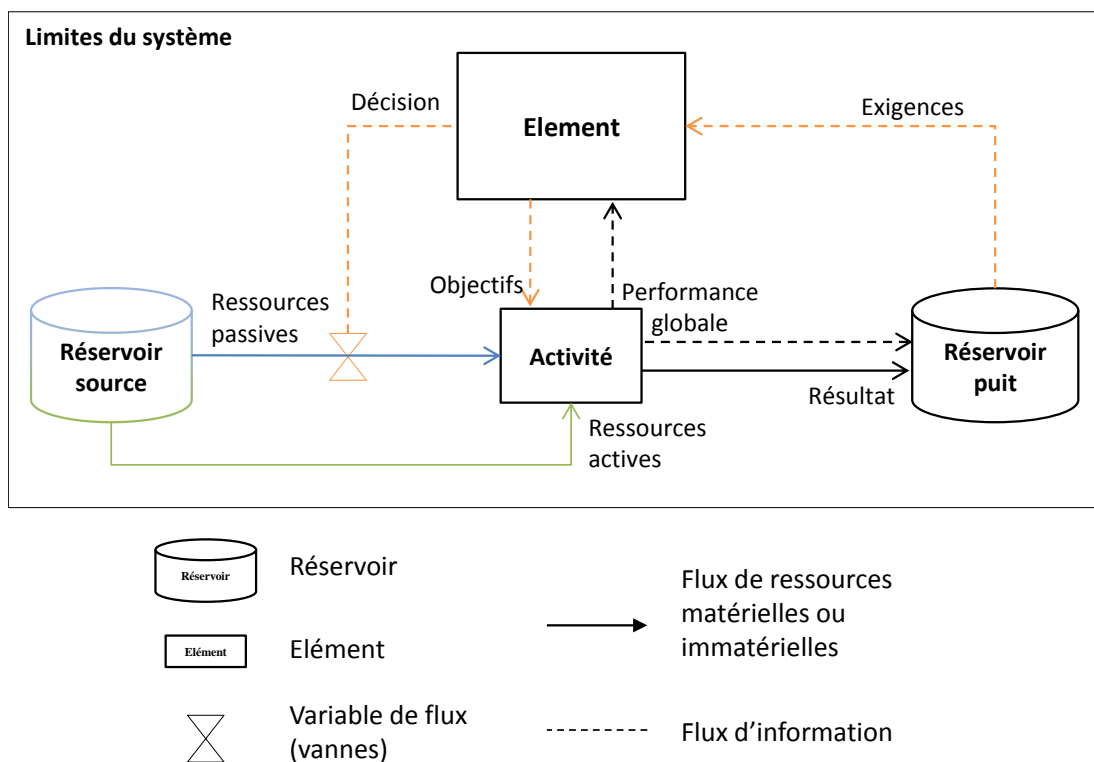 Limites du système
Décision
Element
Exigences
Objectifs
Performance
globale
Ressources
passives
Réservoir
source
Activité
Réservoir
puit
Résultat
Ressources
actives
Réservoir
Réservoir
Flux de ressources
matérielles ou
immatérielles
Elément
Elément
Variable de flux
(vannes)
Flux d’information